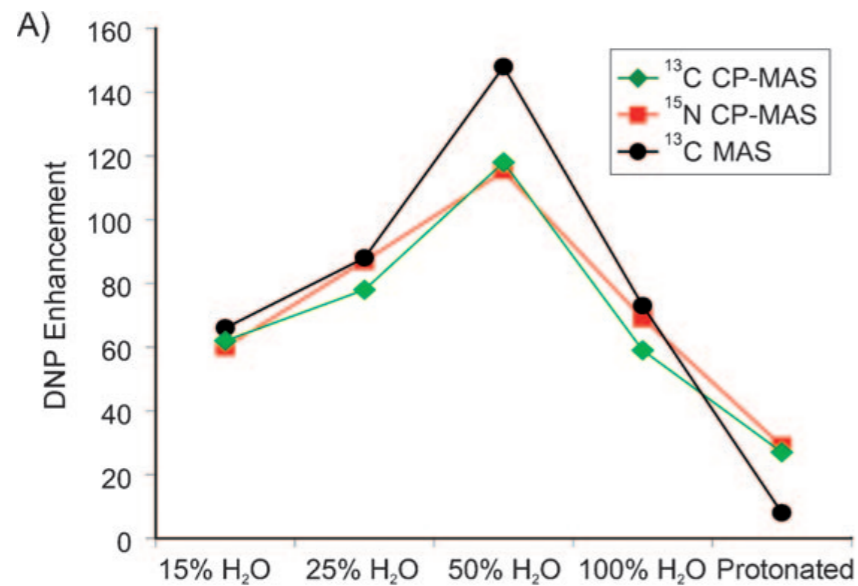 A)
160
140
120
100
80
60
40
20
0
DNP Enhancement
¹³C CP-MAS
¹⁵N CP-MAS
¹³C MAS
15% H₂O 25% H₂O 50% H₂O 100% H₂O Protonated